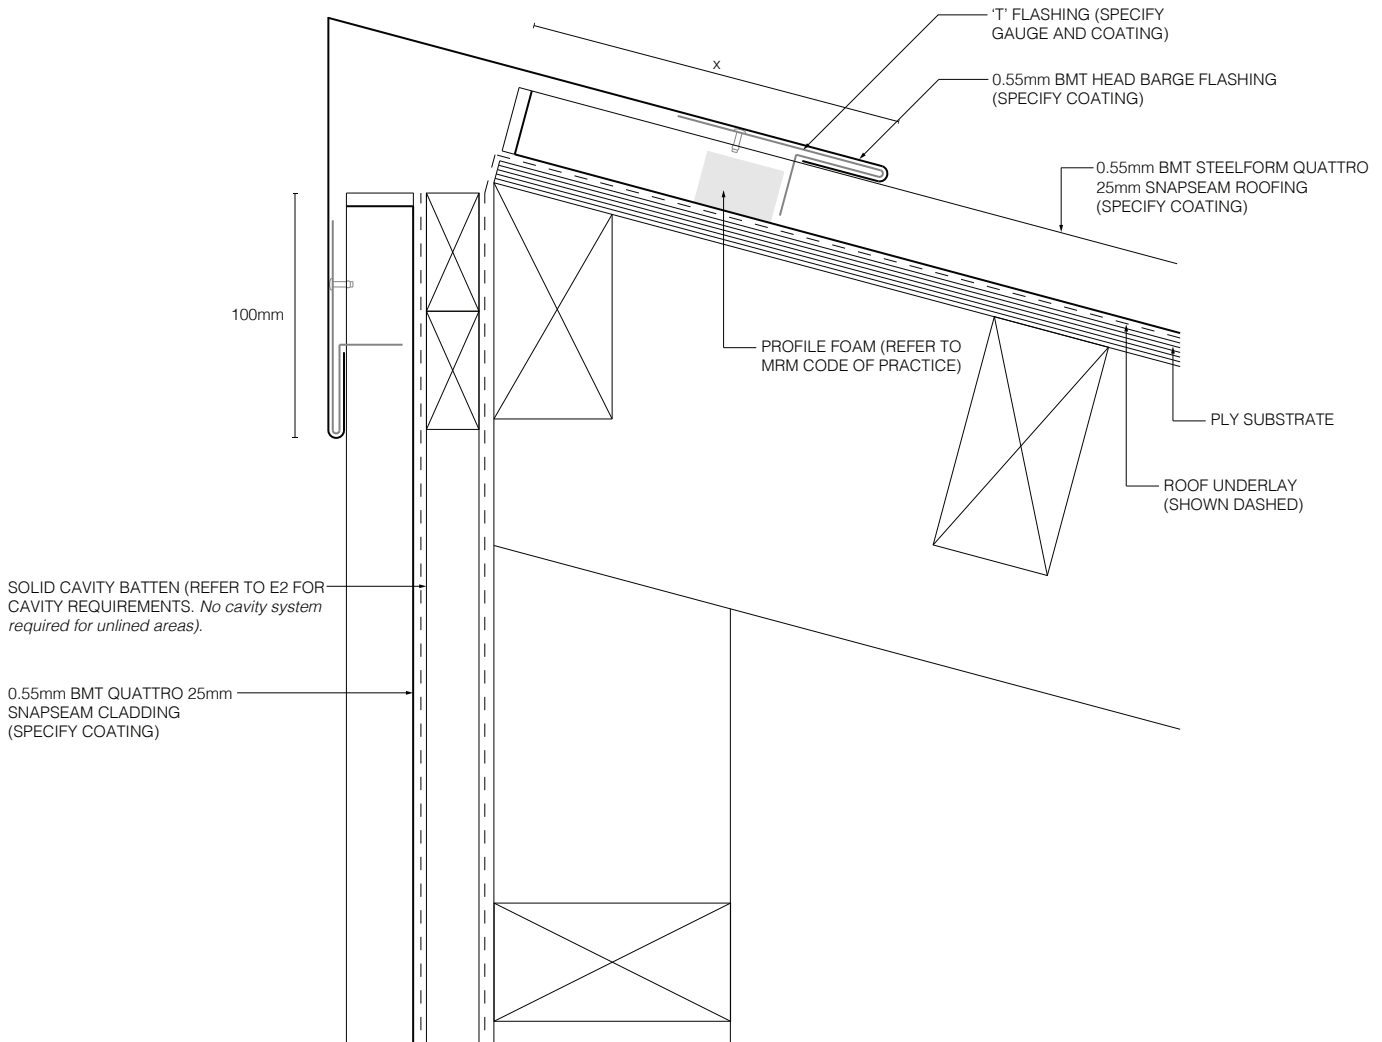 ‘T’ FLASHING (SPECIFY
GAUGE AND COATING)
x
0.55mm BMT HEAD BARGE FLASHING
(SPECIFY COATING)
0.55mm BMT STEELFORM QUATTRO
25mm SNAPSEAM ROOFING
(SPECIFY COATING)
100mm
PROFILE FOAM (REFER TO
MRM CODE OF PRACTICE)
PLY SUBSTRATE
ROOF UNDERLAY
(SHOWN DASHED)
SOLID CAVITY BATTEN (REFER TO E2 FOR
CAVITY REQUIREMENTS. No cavity system
required for unlined areas).
0.55mm BMT QUATTRO 25mm
SNAPSEAM CLADDING
(SPECIFY COATING)